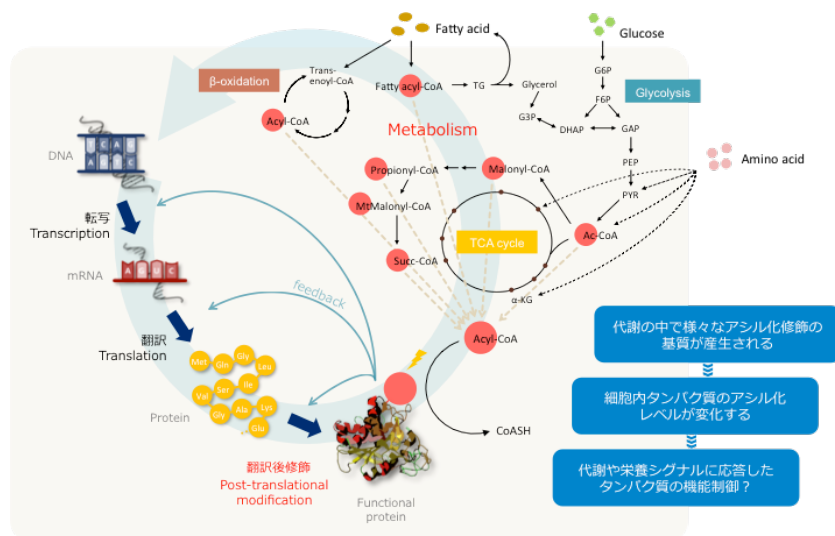 Fatty acid
Glucose
β-oxidation
Trans-
enoyl-CoA
Fatty acyl-CoA
TG
Glycerol
G6P
F6P
Glycolysis
G3P
DHAP
GAP
Acyl-CoA
Metabolism
PEP
Amino acid
DNA
Propionyl-CoA
Malonyl-CoA
PYR
MtMalonyl-CoA
転写
Transcription
TCA cycle
Ac-CoA
Succ-CoA
mRNA
A U C
feedback
α-KG
翻訳
Translation
Acyl-CoA
Met Gln Gly Leu
Val Ser Ile
Gly Ala Lys
Glu
Protein
CoASH
翻訳後修飾
Post-translational
modification
Functional
protein
代謝の中で様々なアシル化修飾の
基質が産生される
細胞内タンパク質のアシル化
レベルが変化する
代謝や栄養シグナルに応答した
タンパク質の機能制御？